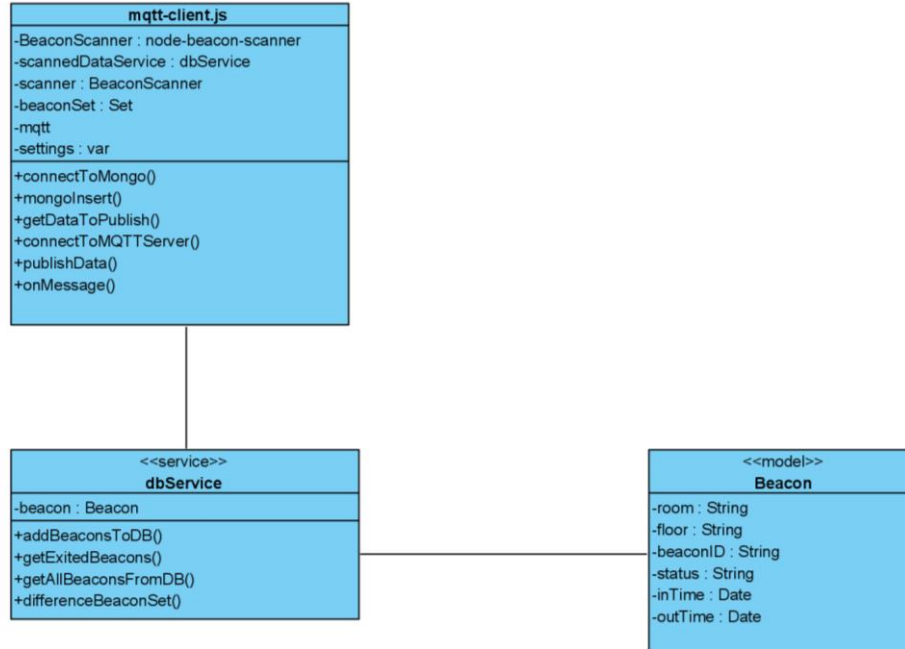 mqtt-client.js
-BeaconScanner : node-beacon-scanner
-scannedDataService : dbService
-scanner : BeaconScanner
-beaconSet : Set
-mqtt
-settings : var
+connectToMongo()
+mongoInsert()
+getDataToPublish()
+connectToMQTTServer()
+publishData()
+onMessage()
<<service>>
dbService
-beacon : Beacon
+addBeaconsToDB()
+getExitedBeacons()
+getAllBeaconsFromDB()
+differenceBeaconSet()
<<model>>
Beacon
-room : String
-floor : String
-beaconID : String
-status : String
-inTime : Date
-outTime : Date